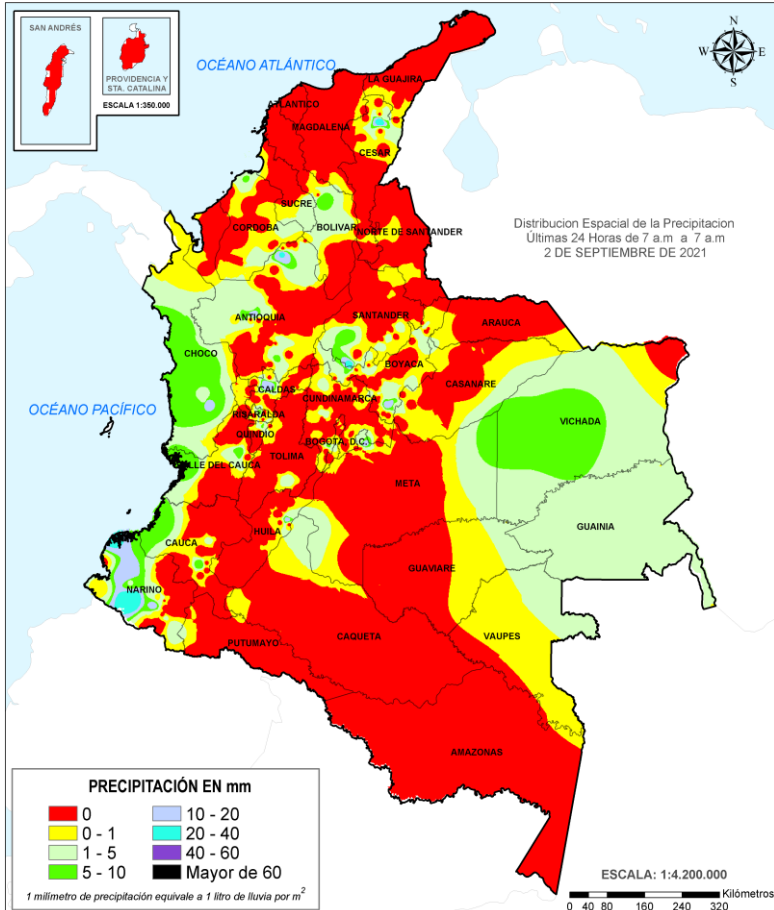 SAN ANDRÉS
PROVIDENCIA Y
STA. CATALINA
ESCALA 1:350.000
OCÉANO ATLÁNTICO
N
W
E
S
LA GUAJIRA
ATLANTICO
MAGDALENA
CESAR
SUCRE
CORDOBA
BOLIVAR
NORTE DE SANTANDER
Distribucion Espacial de la Precipitacion
Últimas 24 Horas de 7 a.m a 7 a.m
2 DE SEPTIEMBRE DE 2021
ANTIOQUIA
SANTANDER
ARAUCA
CHOCO
BOYACA
CASANARE
CALDAS
CUNDINAMARCA
OCÉANO PACÍFICO
RISARALDA
VICHADA
QUINDIO
BOGOTA D.C.
TOLIMA
VALLE DEL CAUCA
META
GUAINIA
HUILA
CAUCA
GUAVIARE
NARINO
VAUPES
CAQUETA
PUTUMAYO
AMAZONAS
PRECIPITACIÓN EN mm
0
10 - 20
0 - 1
20 - 40
1 - 5
40 - 60
5 - 10
Mayor de 60
1 milímetro de precipitación equivale a 1 litro de lluvia por m²
ESCALA: 1:4.200.000
Kilómetros
0 40 80 160 240 320